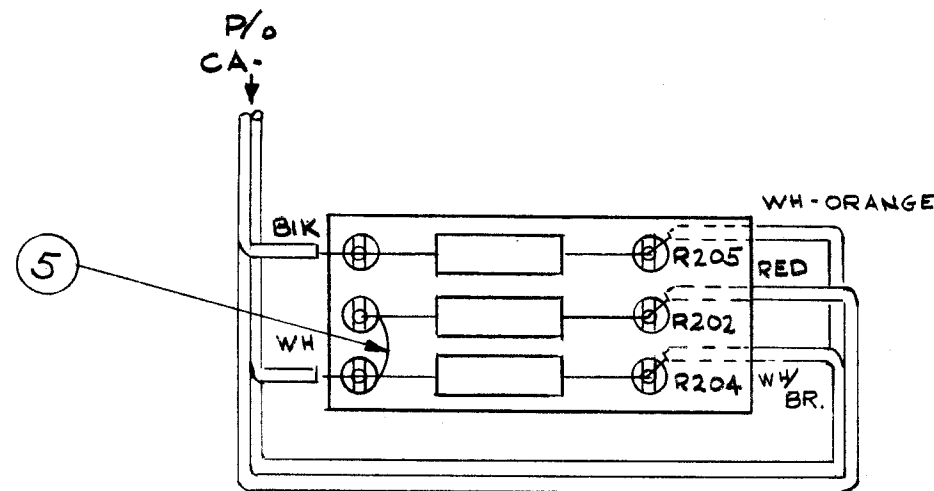 P/o
CA-
WH-ORANGE
BlK
R205
RED
5
R202
WH
R204
WH/
BR.